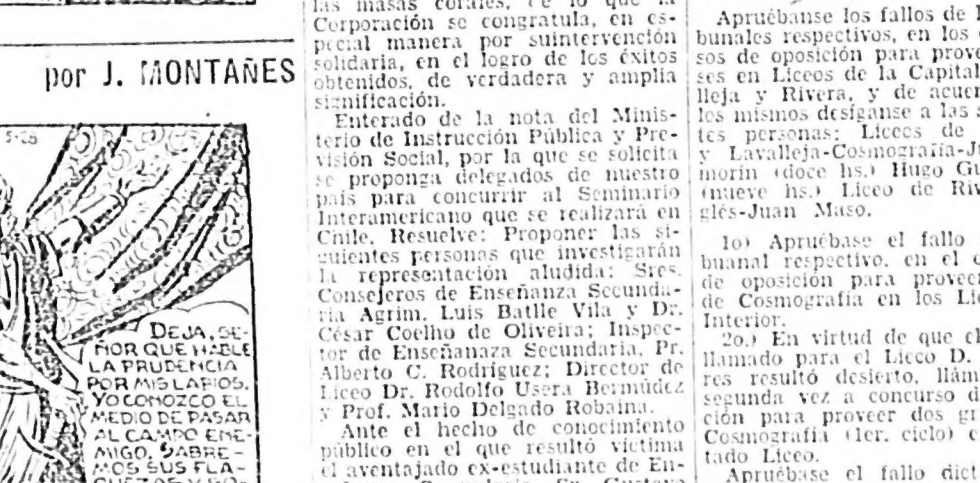 por J. MONTAÑES
5-28
DEJA, SE-
ÑOR QUE HABLE
LA PRUDENCIA
POR MIS LABIOS.
YO CONOZCO EL
MEDIO DE PASAR
AL CAMPO ENE-
MIGO. SABRE-
MOS SUS FLA-
QUEZAS Y SO-
las masas corales, de lo que la
Corporación se congratula, en es-
pecial manera por suintervención
solidaria, en el logro de los éxitos
obtenidos, de verdadera y amplia
significación.
Enterado de la nota del Minis-
terio de Instrucción Pública y Pre-
visión Social, por la que se solicita
se proponga delegados de nuestro
país para concurrir al Seminario
Interamericano que se realizará en
Chile. Resuelve: Proponer las si-
guientes personas que investigarán
la representación aludida: Sres.
Consejeros de Enseñanza Secunda-
ria Agrim. Luis Batlle Vila y Dr.
César Coelho de Oliveira; Inspec-
tor de Enseñanaza Secundaria, Pr.
Alberto C. Rodríguez; Director de
Liceo Dr. Rodolfo Usera Bermúdez
y Prof. Mario Delgado Robaina.
Ante el hecho de conocimiento
público en el que resultó víctima
el aventajado ex-estudiante de En-
Apruébanse los fallos de l
bunales respectivos, en los
sos de oposición para prove
ses en Liceos de la Capital
lleja y Rivera, y de acuer
los mismos desíganse a las s
tes personas: Liceos de
y Lavalleja-Cosmografía-Ju
morín (doce hs.) Hugo Gu
(nueve hs.) Liceo de Riv
glés-Juan Maso.
1o) Apruébase el fallo
buanal respectivo, en el c
de oposición para proveer
de Cosmografía en los Lic
Interior.
2o.) En virtud de que el
llamado para el Liceo D.
res resultó desierto, llám
segunda vez a concurso d
ción para proveer dos gr
Cosmografía (1er. ciclo) e
tado Liceo.
Apruébase el fallo dict